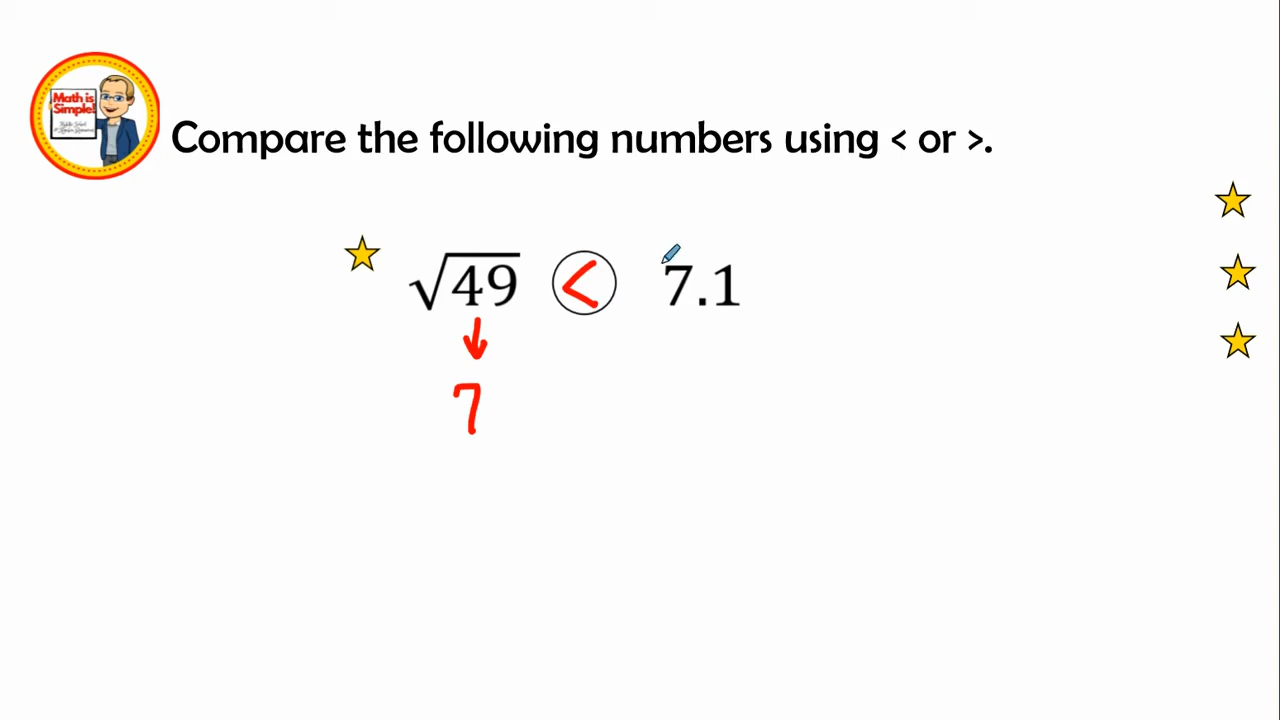 Math is
Simple!
Compare the following numbers using < or >.
√49 < 7.1
↓
7